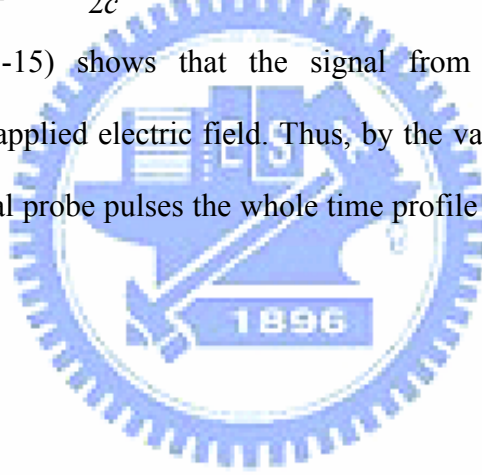 2c
-15) shows that the signal from
applied electric field. Thus, by the va
al probe pulses the whole time profile
E S
1896